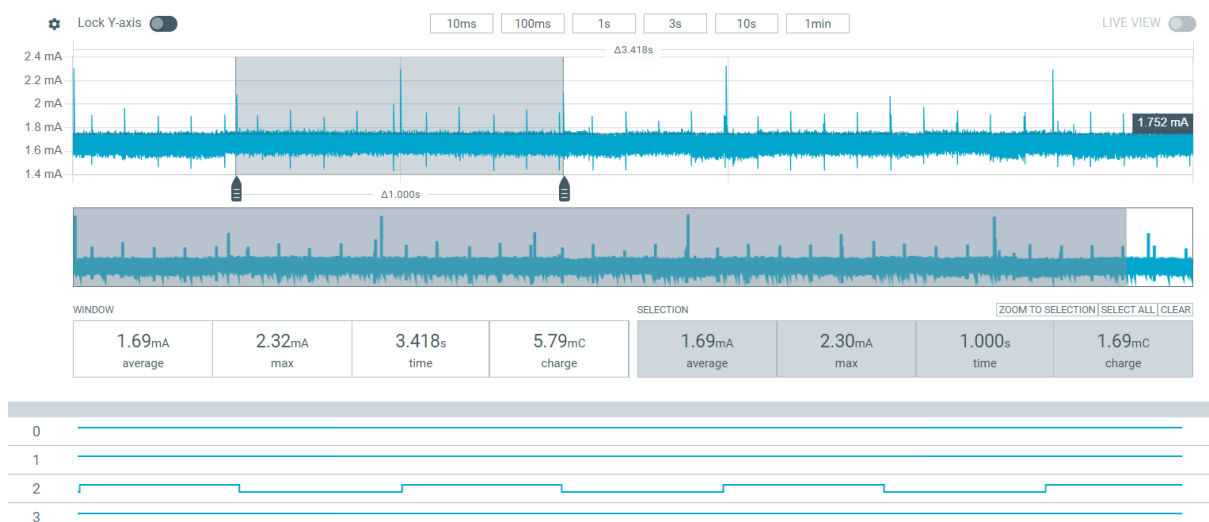 Lock Y-axis 10ms 100ms 1s 3s 10s 1min LIVE VIEW
Δ3.418s
2.4 mA
2.2 mA
2 mA
1.8 mA
1.752 mA
1.6 mA
1.4 mA
Δ1.000s
WINDOW SELECTION ZOOM TO SELECTION SELECT ALL CLEAR
1.69mA 2.32mA 3.418s 5.79mC 1.69mA 2.30mA 1.000s 1.69mC
average max time charge average max time charge
0
1
2
3